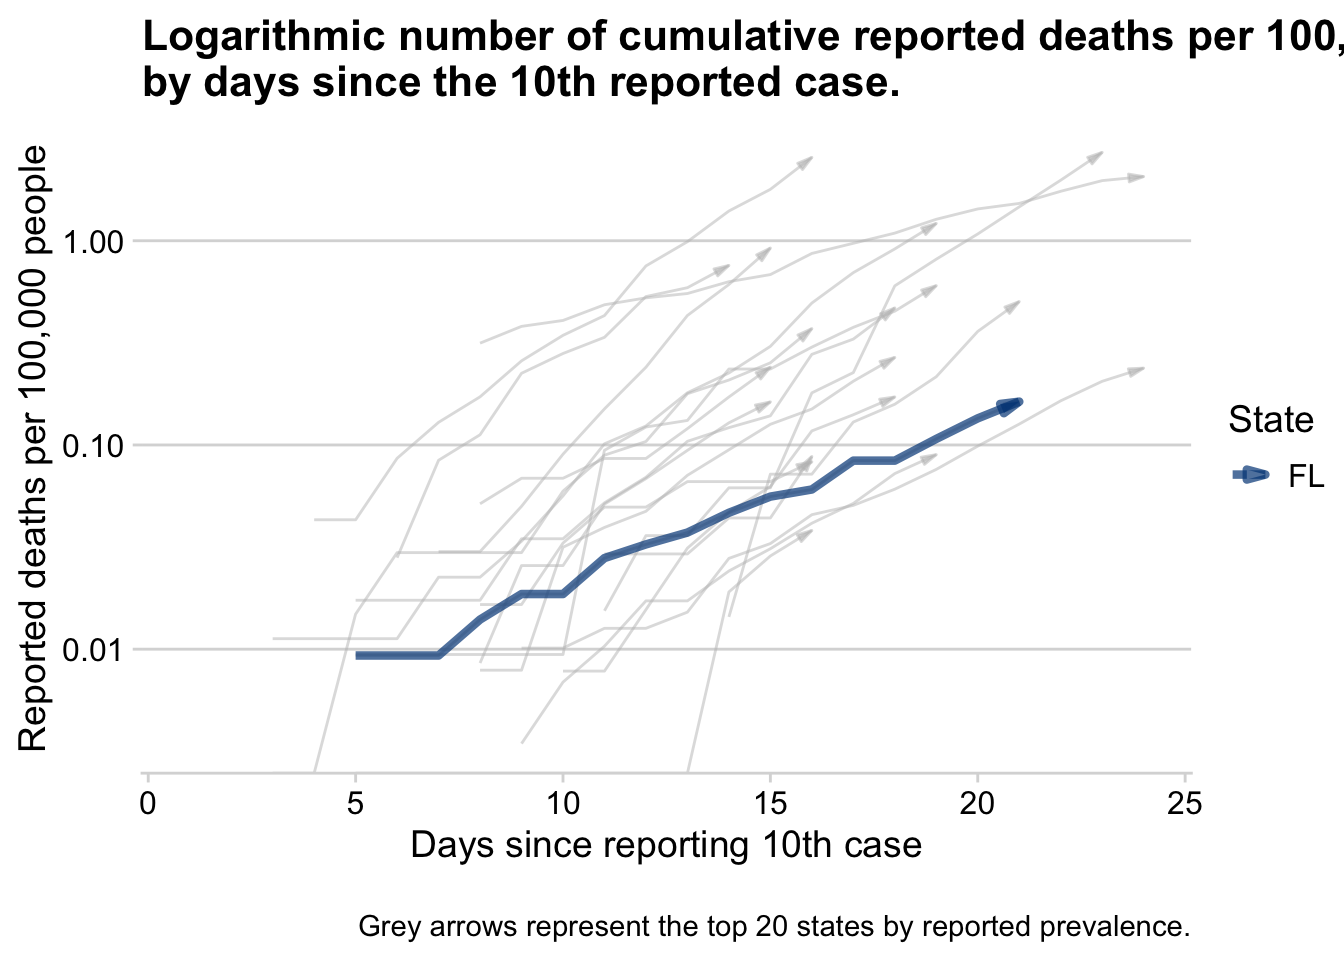 Logarithmic number of cumulative reported deaths per 100,
by days since the 10th reported case.
Reported deaths per 100,000 people
1.00
0.10
0.01
0 5 10 15 20 25
Days since reporting 10th case
State
FL
Grey arrows represent the top 20 states by reported prevalence.